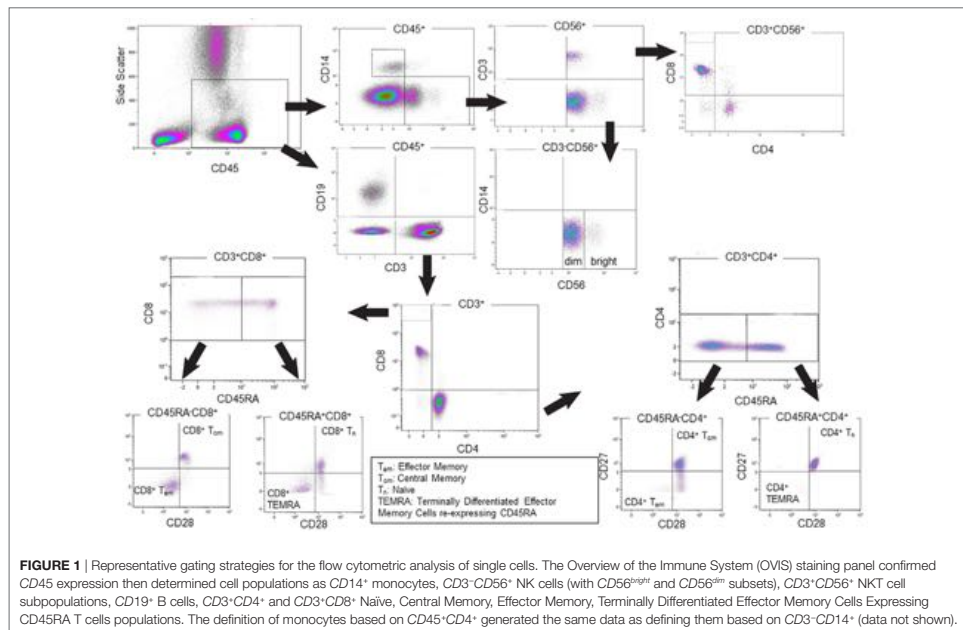 CD45⁺
CD56⁺
CD3⁺CD56⁺
Side Scatter
CD45
CD14
CD3
CD8
CD4
CD45⁺
CD19
CD3
CD3⁻CD56⁺
CD14
dim
bright
CD56
CD3⁺CD8⁺
CD8
CD45RA
CD3⁺
CD8
CD4
CD3⁺CD4⁺
CD4
CD45RA
CD45RA⁻CD8⁺
CD8⁺ Tcm
CD8⁺ Tem
CD28
CD45RA⁺CD8⁺
CD8⁺ Tn
CD8⁺
TEMRA
CD28
Tem: Effector Memory
Tcm: Central Memory
Tn: Naïve
TEMRA: Terminally Differentiated Effector
Memory Cells re-expressing CD45RA
CD45RA⁻CD4⁺
CD27
CD4⁺ Tcm
CD4⁺ Tem
CD28
CD45RA⁺CD4⁺
CD27
CD4⁺ Tn
CD4⁺
TEMRA
CD28
FIGURE 1 | Representative gating strategies for the flow cytometric analysis of single cells. The Overview of the Immune System (OVIS) staining panel confirmed
CD45 expression then determined cell populations as CD14⁺ monocytes, CD3⁻CD56⁺ NK cells (with CD56bright and CD56dim subsets), CD3⁺CD56⁺ NKT cell
subpopulations, CD19⁺ B cells, CD3⁺CD4⁺ and CD3⁺CD8⁺ Naïve, Central Memory, Effector Memory, Terminally Differentiated Effector Memory Cells Expressing
CD45RA T cells populations. The definition of monocytes based on CD45⁺CD4⁺ generated the same data as defining them based on CD3⁻CD14⁺ (data not shown).